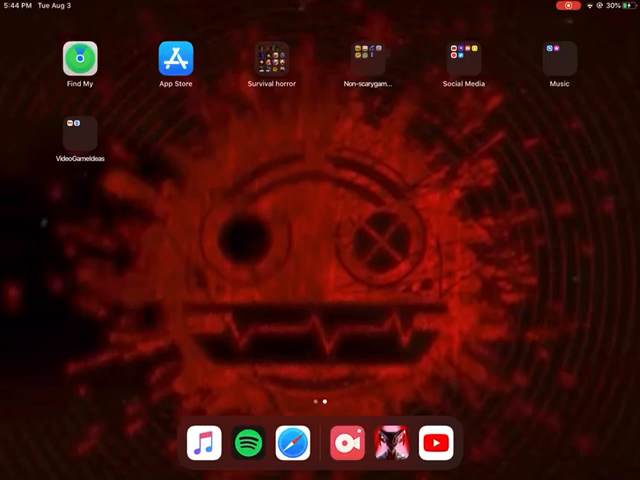 5:44 PM Tue Aug 3
30%
Find My
App Store
Survival horror
Non-scarygam...
Social Media
Music
VideoGameIdeas